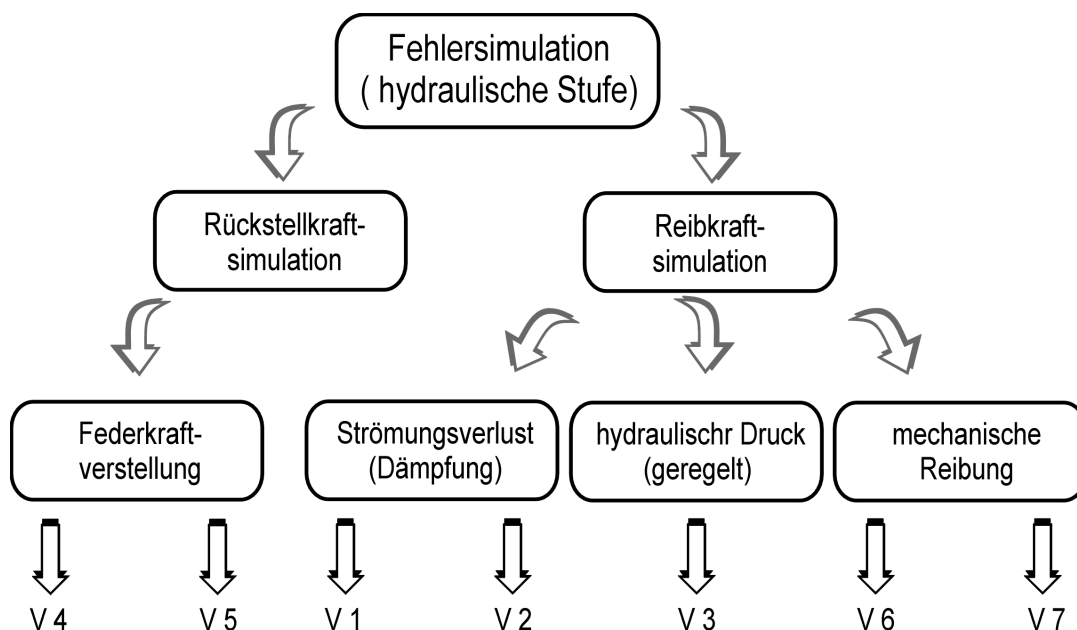 Fehlersimulation
( hydraulische Stufe)
Rückstellkraft-
simulation
Reibkraft-
simulation
Federkraft-
verstellung
Strömungsverlust
(Dämpfung)
hydraulischr Druck
(geregelt)
mechanische
Reibung
V 4
V 5
V 1
V 2
V 3
V 6
V 7